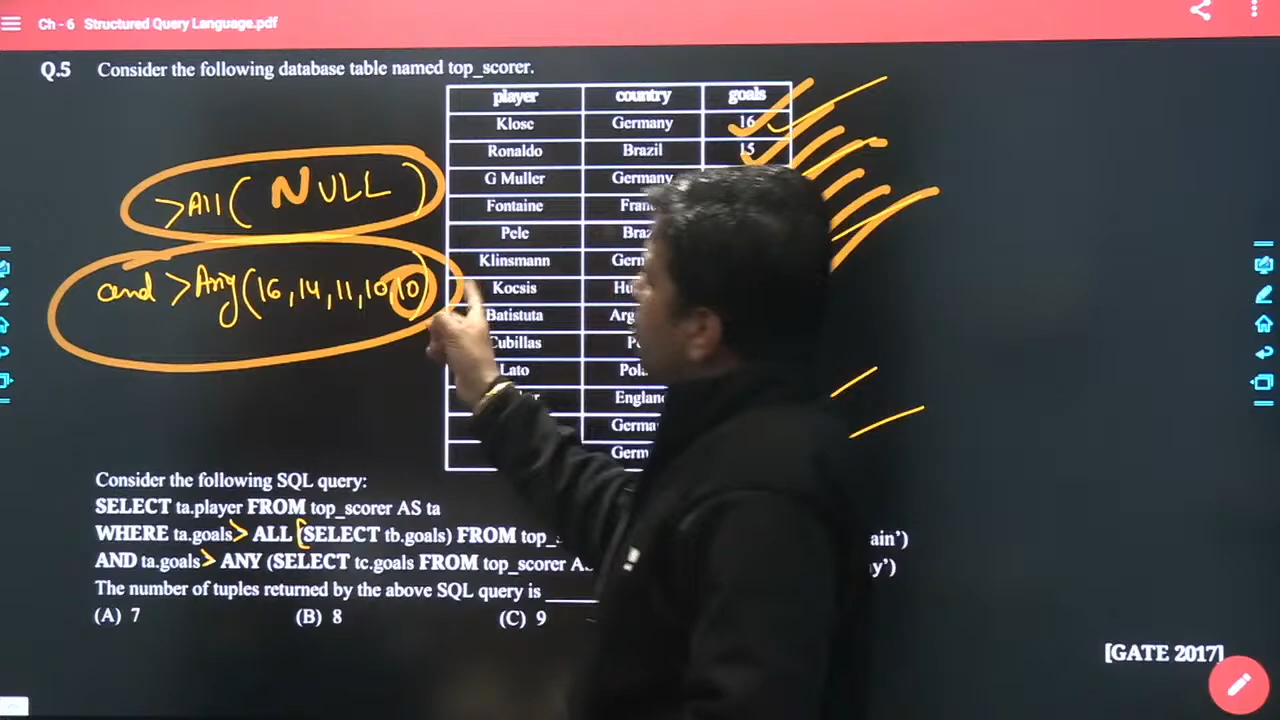 Ch - 6 Structured Query Language.pdf
Q.5 Consider the following database table named top_scorer.
player country goals
Klose Germany 16
Ronaldo Brazil 15
G Muller Germany
Fontaine
Pele
Klinsmann
Kocsis
Batistuta
Cubillas
Lato
England
>All( NULL )
and >Any(16,14,11,10,10)
Consider the following SQL query:
SELECT ta.player FROM top_scorer AS ta
WHERE ta.goals> ALL (SELECT tb.goals) FROM top_ ain’)
AND ta.goals> ANY (SELECT tc.goals FROM top_scorer AS y’)
The number of tuples returned by the above SQL query is ______
(A) 7 (B) 8 (C) 9
[GATE 2017]